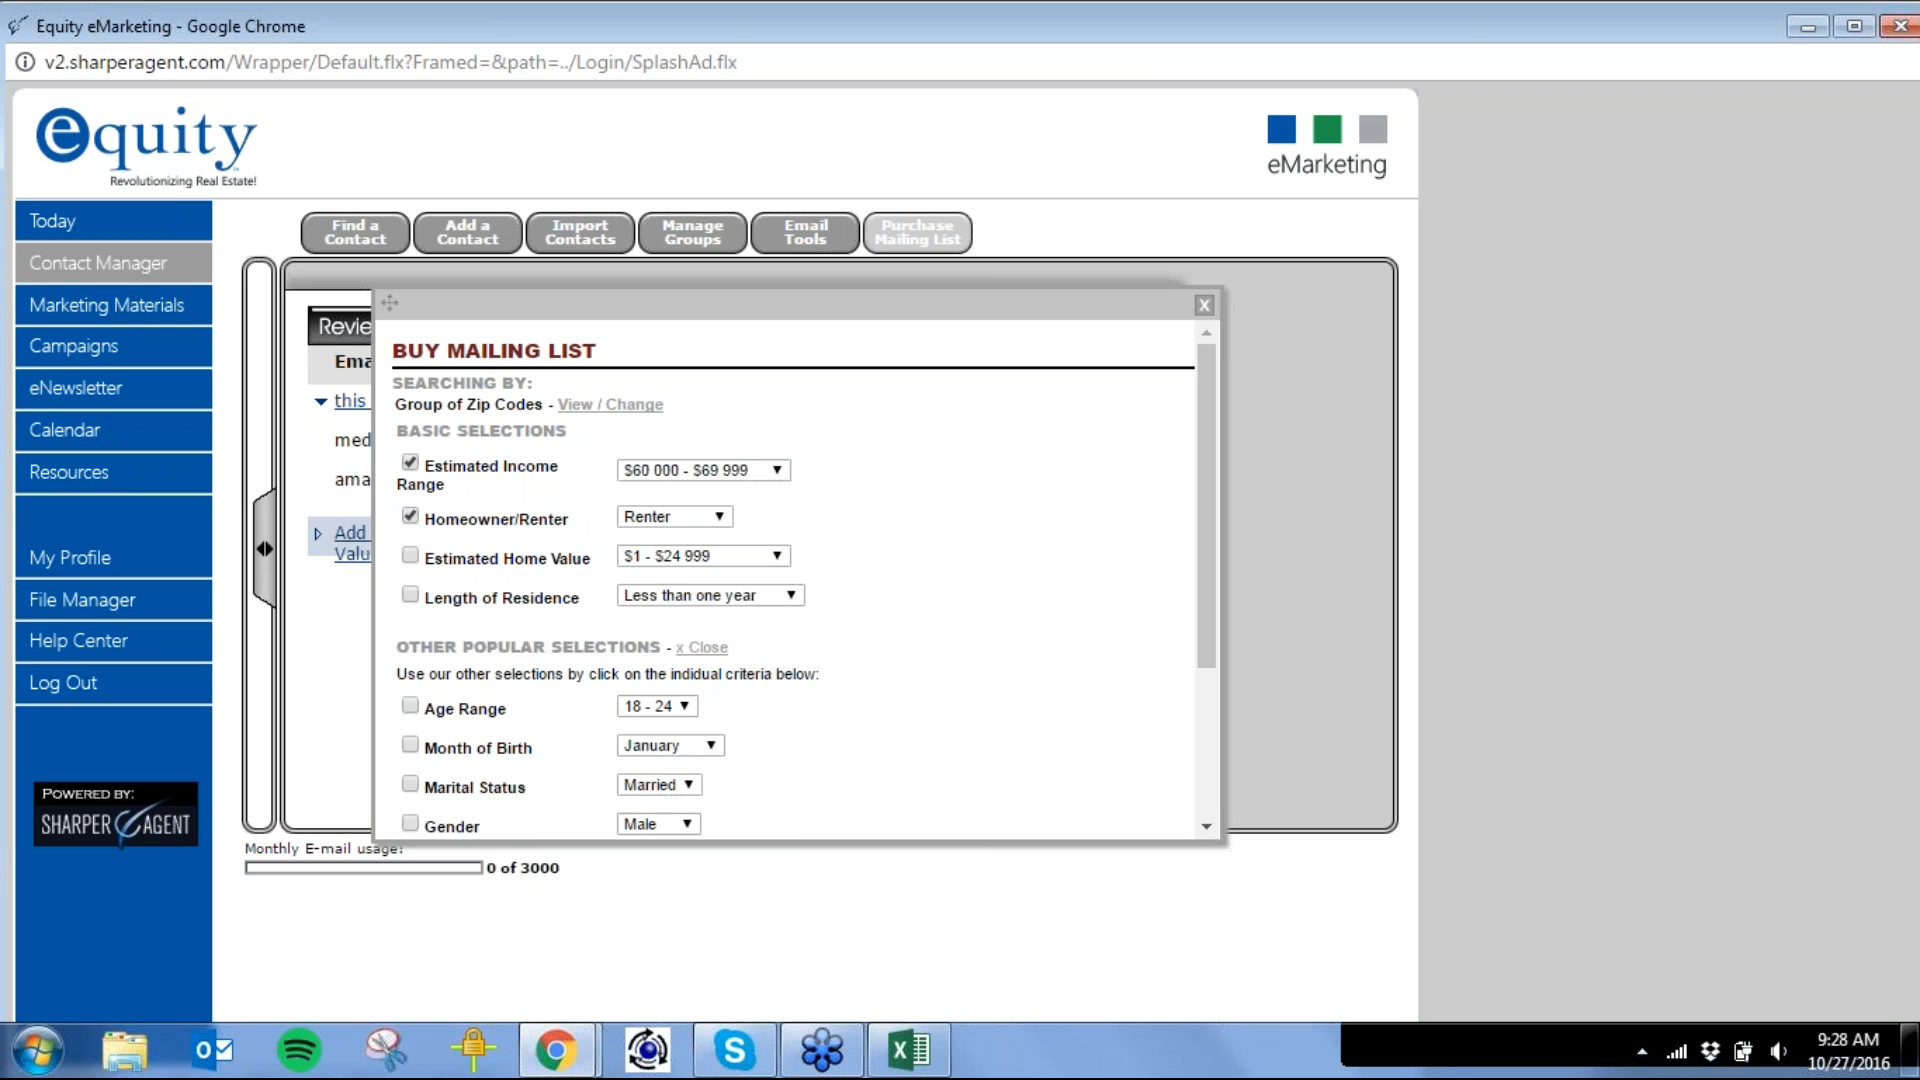 Equity eMarketing - Google Chrome
v2.sharperagent.com/Wrapper/Default.flx?Framed=&path=../Login/SplashAd.flx
equity
Revolutionizing Real Estate!
eMarketing
Today
Contact Manager
Marketing Materials
Campaigns
eNewsletter
Calendar
Resources
My Profile
File Manager
Help Center
Log Out
POWERED BY:
SHARPER AGENT
Find a
Contact
Add a
Contact
Import
Contacts
Manage
Groups
Email
Tools
Purchase
Mailing List
Revie
Ema
this
med
ama
Add
Valu
X
BUY MAILING LIST
SEARCHING BY:
Group of Zip Codes - View / Change
BASIC SELECTIONS
Estimated Income
Range
$60 000 - $69 999
Homeowner/Renter
Renter
Estimated Home Value
$1 - $24 999
Length of Residence
Less than one year
OTHER POPULAR SELECTIONS - x Close
Use our other selections by click on the indidual criteria below:
Age Range
18 - 24
Month of Birth
January
Marital Status
Married
Gender
Male
Monthly E-mail usage:
0 of 3000
9:28 AM
10/27/2016